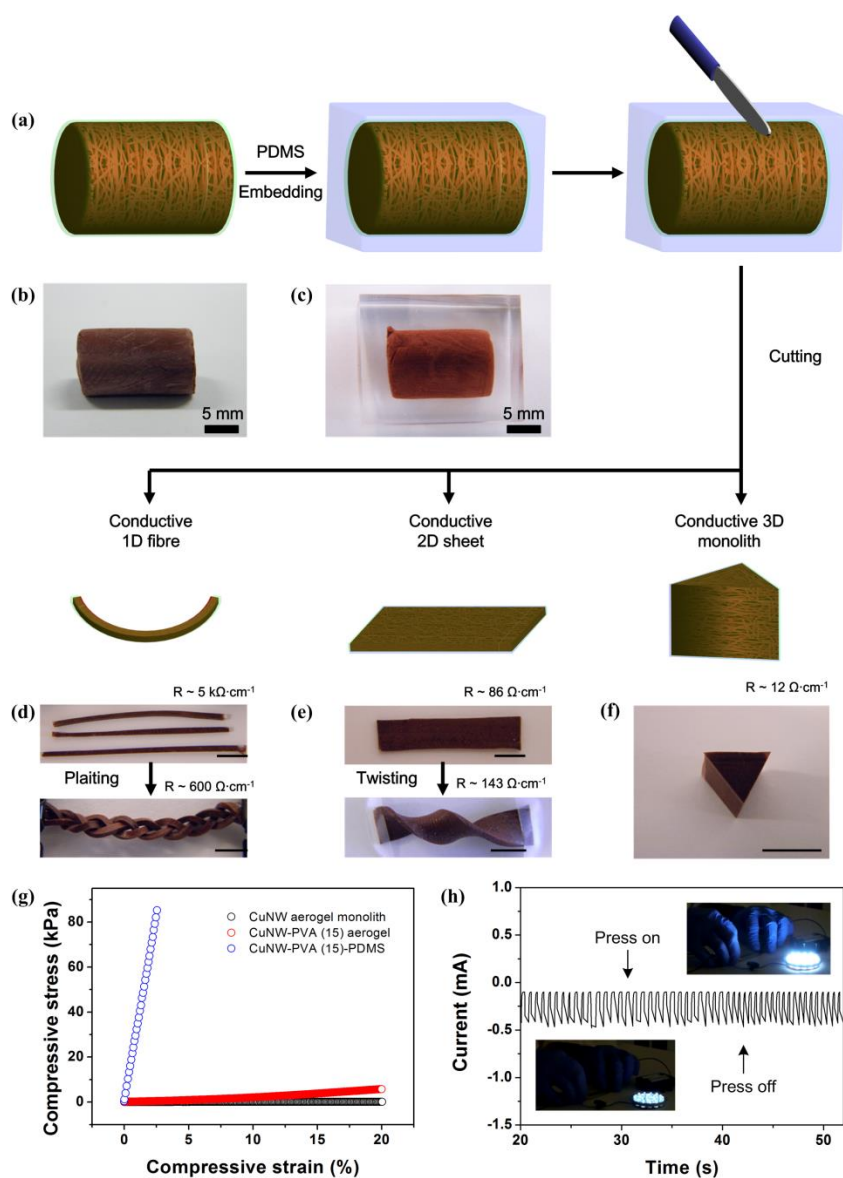 (a)
PDMS
Embedding
(b)
5 mm
(c)
5 mm
Cutting
Conductive
1D fibre
Conductive
2D sheet
Conductive 3D
monolith
R ~ 5 kΩ·cm⁻¹
R ~ 86 Ω·cm⁻¹
R ~ 12 Ω·cm⁻¹
(d)
Plaiting
R ~ 600 Ω·cm⁻¹
(e)
Twisting
R ~ 143 Ω·cm⁻¹
(f)
(g)
Compressive stress (kPa)
80
60
40
20
0
CuNW aerogel monolith
CuNW-PVA (15) aerogel
CuNW-PVA (15)-PDMS
0 5 10 15 20
Compressive strain (%)
(h)
Current (mA)
1.5
1.0
0.5
0.0
-0.5
-1.0
-1.5
Press on
Press off
20 30 40 50
Time (s)